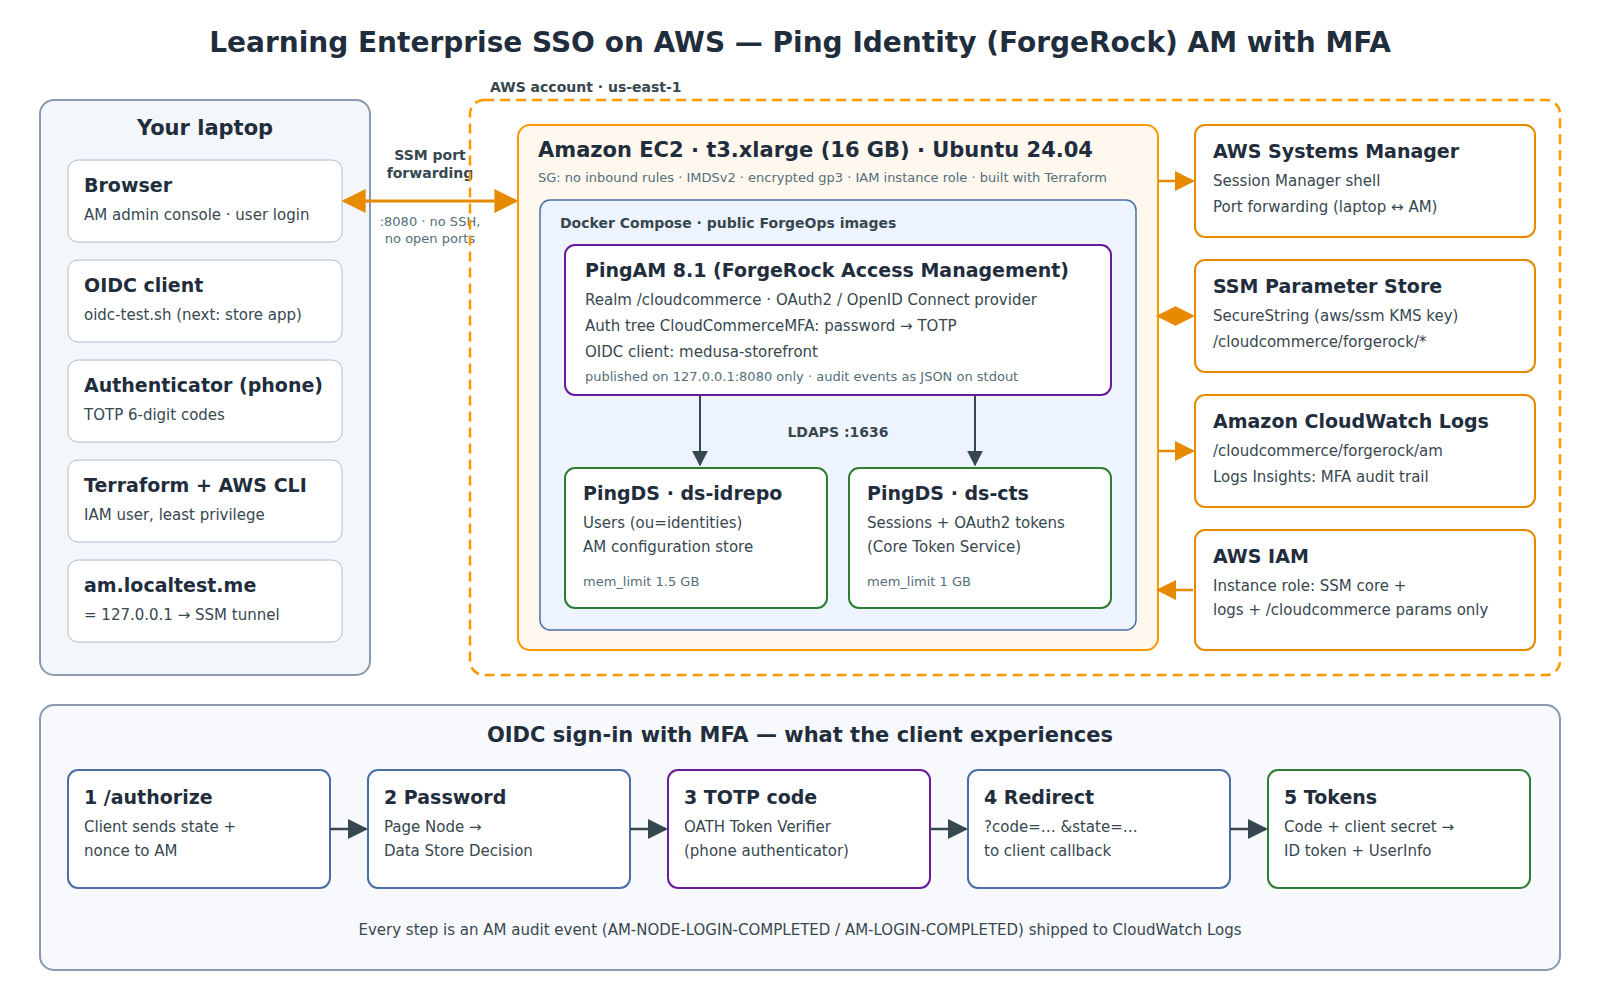 Learning Enterprise SSO on AWS — Ping Identity (ForgeRock) AM with MFA
AWS account · us-east-1
Your laptop
Browser
AM admin console · user login
OIDC client
oidc-test.sh (next: store app)
Authenticator (phone)
TOTP 6-digit codes
Terraform + AWS CLI
IAM user, least privilege
am.localtest.me
= 127.0.0.1 → SSM tunnel
SSM port
forwarding
:8080 · no SSH,
no open ports
Amazon EC2 · t3.xlarge (16 GB) · Ubuntu 24.04
SG: no inbound rules · IMDSv2 · encrypted gp3 · IAM instance role · built with Terraform
Docker Compose · public ForgeOps images
PingAM 8.1 (ForgeRock Access Management)
Realm /cloudcommerce · OAuth2 / OpenID Connect provider
Auth tree CloudCommerceMFA: password → TOTP
OIDC client: medusa-storefront
published on 127.0.0.1:8080 only · audit events as JSON on stdout
LDAPS :1636
PingDS · ds-idrepo
Users (ou=identities)
AM configuration store
mem_limit 1.5 GB
PingDS · ds-cts
Sessions + OAuth2 tokens
(Core Token Service)
mem_limit 1 GB
AWS Systems Manager
Session Manager shell
Port forwarding (laptop ↔ AM)
SSM Parameter Store
SecureString (aws/ssm KMS key)
/cloudcommerce/forgerock/*
Amazon CloudWatch Logs
/cloudcommerce/forgerock/am
Logs Insights: MFA audit trail
AWS IAM
Instance role: SSM core +
logs + /cloudcommerce params only
OIDC sign-in with MFA — what the client experiences
1 /authorize
Client sends state +
nonce to AM
2 Password
Page Node →
Data Store Decision
3 TOTP code
OATH Token Verifier
(phone authenticator)
4 Redirect
?code=… &state=…
to client callback
5 Tokens
Code + client secret →
ID token + UserInfo
Every step is an AM audit event (AM-NODE-LOGIN-COMPLETED / AM-LOGIN-COMPLETED) shipped to CloudWatch Logs